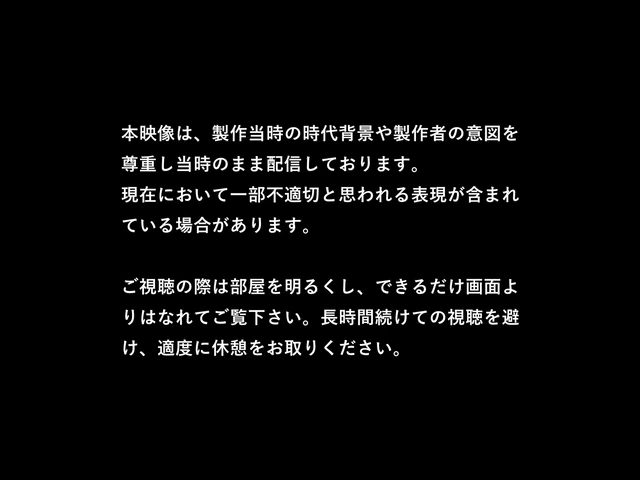 本映像は、製作当時の時代背景や製作者の意図を
尊重し当時のまま配信しております。
現在において一部不適切と思われる表現が含まれ
ている場合があります。
ご視聴の際は部屋を明るくし、できるだけ画面よ
りはなれてご覧下さい。長時間続けての視聴を避
け、適度に休憩をお取りください。